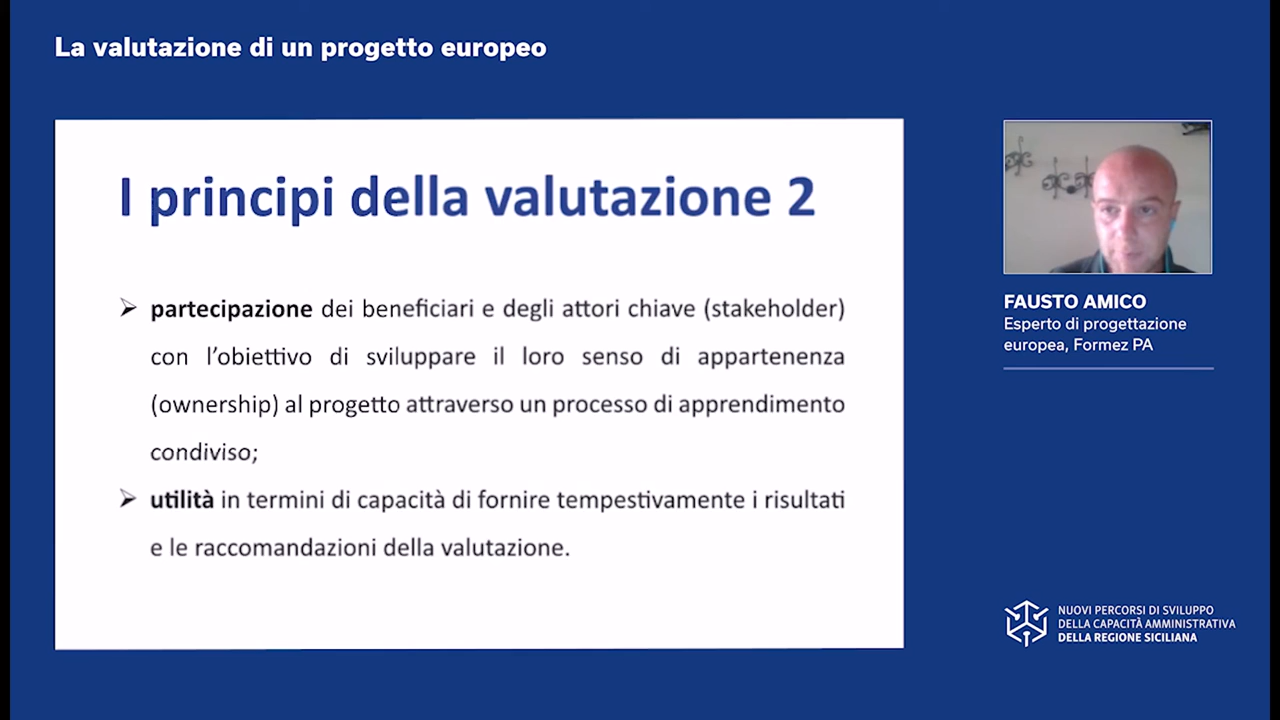 La valutazione di un progetto europeo
I principi della valutazione 2
➢ partecipazione dei beneficiari e degli attori chiave (stakeholder)
con l’obiettivo di sviluppare il loro senso di appartenenza
(ownership) al progetto attraverso un processo di apprendimento
condiviso;
➢ utilità in termini di capacità di fornire tempestivamente i risultati
e le raccomandazioni della valutazione.
FAUSTO AMICO
Esperto di progettazione
europea, Formez PA
NUOVI PERCORSI DI SVILUPPO
DELLA CAPACITÀ AMMINISTRATIVA
DELLA REGIONE SICILIANA